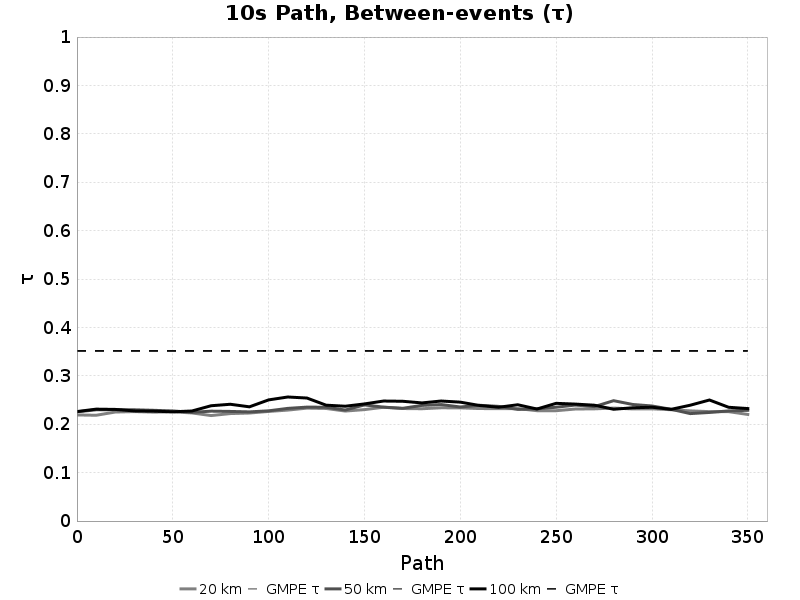 10s Path, Between-events (τ)
1
0.9
0.8
0.7
0.6
0.5
0.4
0.3
0.2
0.1
0
τ
0 50 100 150 200 250 300 350
Path
20 km GMPE τ 50 km GMPE τ 100 km GMPE τ